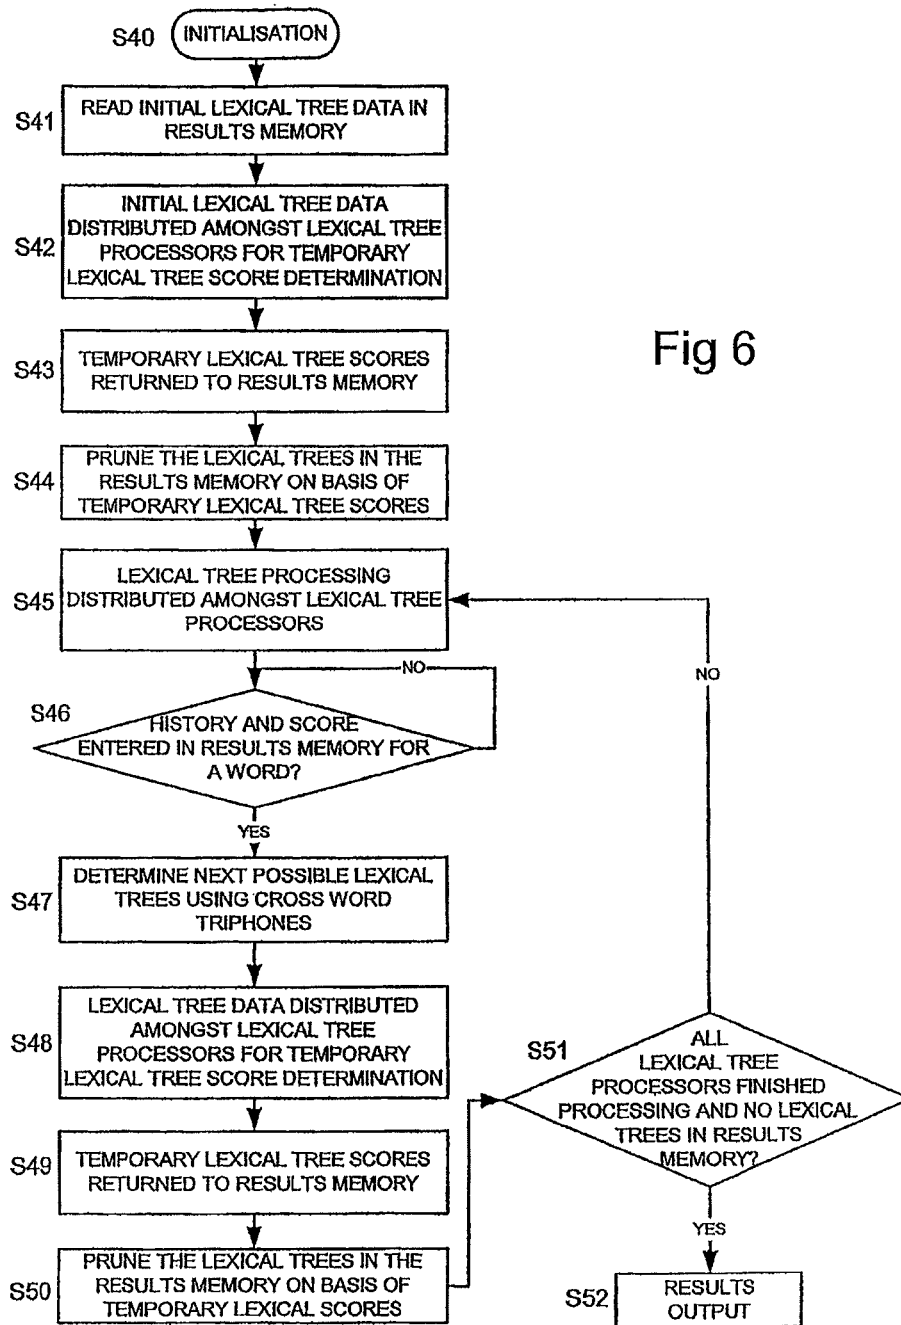 S40
INITIALISATION
S41
READ INITIAL LEXICAL TREE DATA IN
RESULTS MEMORY
S42
INITIAL LEXICAL TREE DATA
DISTRIBUTED AMONGST LEXICAL TREE
PROCESSORS FOR TEMPORARY
LEXICAL TREE SCORE DETERMINATION
Fig 6
S43
TEMPORARY LEXICAL TREE SCORES
RETURNED TO RESULTS MEMORY
S44
PRUNE THE LEXICAL TREES IN THE
RESULTS MEMORY ON BASIS OF
TEMPORARY LEXICAL TREE SCORES
S45
LEXICAL TREE PROCESSING
DISTRIBUTED AMONGST LEXICAL TREE
PROCESSORS
NO
NO
S46
HISTORY AND SCORE
ENTERED IN RESULTS MEMORY FOR
A WORD?
YES
S47
DETERMINE NEXT POSSIBLE LEXICAL
TREES USING CROSS WORD
TRIPHONES
S48
LEXICAL TREE DATA DISTRIBUTED
AMONGST LEXICAL TREE
PROCESSORS FOR TEMPORARY
LEXICAL TREE SCORE DETERMINATION
S49
TEMPORARY LEXICAL TREE SCORES
RETURNED TO RESULTS MEMORY
S50
PRUNE THE LEXICAL TREES IN THE
RESULTS MEMORY ON BASIS OF
TEMPORARY LEXICAL SCORES
S51
ALL
LEXICAL TREE
PROCESSORS FINISHED
PROCESSING AND NO LEXICAL
TREES IN RESULTS
MEMORY?
YES
S52
RESULTS
OUTPUT